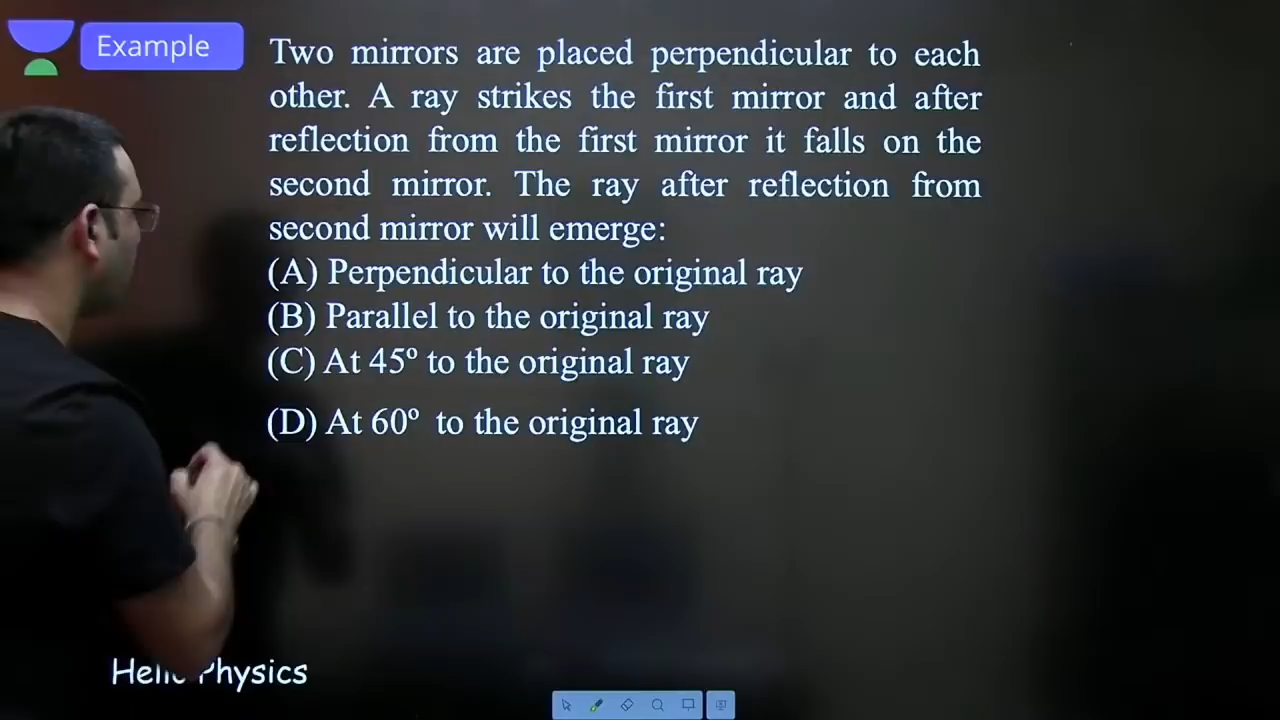 Example
Two mirrors are placed perpendicular to each
other. A ray strikes the first mirror and after
reflection from the first mirror it falls on the
second mirror. The ray after reflection from
second mirror will emerge:
(A) Perpendicular to the original ray
(B) Parallel to the original ray
(C) At 45º to the original ray
(D) At 60º to the original ray
Physics